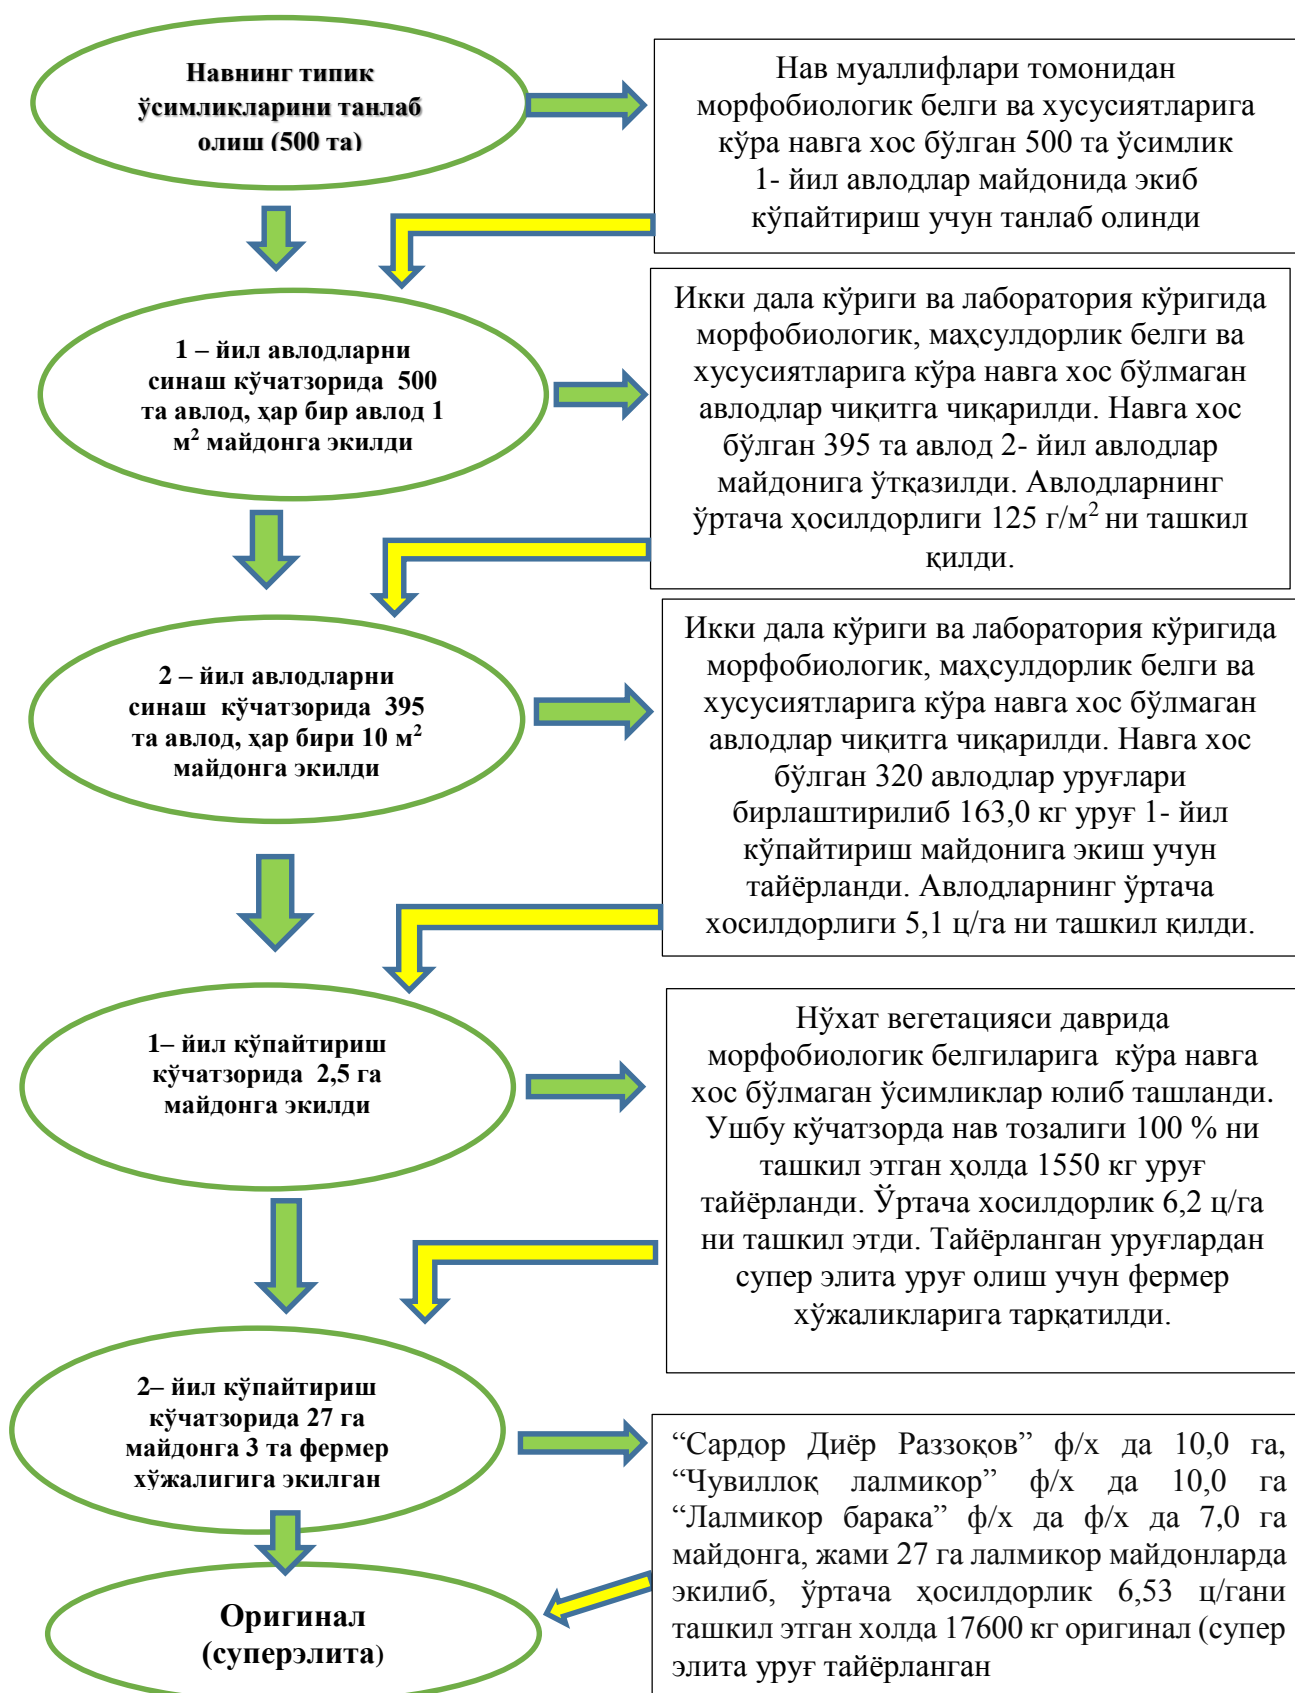 Навнинг типик
ўсимликларини танлаб
олиш (500 та)
Нав муаллифлари томонидан
морфобиологик белги ва хусусиятларига
кўра навга хос бўлган 500 та ўсимлик
1- йил авлодлар майдонида экиб
кўпайтириш учун танлаб олинди
1 – йил авлодларни
синаш кўчатзорида 500
та авлод, ҳар бир авлод 1
м² майдонга экилди
Икки дала кўриги ва лаборатория кўригида
морфобиологик, маҳсулдорлик белги ва
хусусиятларига кўра навга хос бўлмаган
авлодлар чиқитга чиқарилди. Навга хос
бўлган 395 та авлод 2- йил авлодлар
майдонига ўтқазилди. Авлодларнинг
ўртача ҳосилдорлиги 125 г/м² ни ташкил
қилди.
2 – йил авлодларни
синаш кўчатзорида 395
та авлод, ҳар бири 10 м²
майдонга экилди
Икки дала кўриги ва лаборатория кўригида
морфобиологик, маҳсулдорлик белги ва
хусусиятларига кўра навга хос бўлмаган
авлодлар чиқитга чиқарилди. Навга хос
бўлган 320 авлодлар уруғлари
бирлаштирилиб 163,0 кг уруғ 1- йил
кўпайтириш майдонига экиш учун
тайёрланди. Авлодларнинг ўртача
хосилдорлиги 5,1 ц/га ни ташкил қилди.
1– йил кўпайтириш
кўчатзорида 2,5 га
майдонга экилди
Нўхат вегетацияси даврида
морфобиологик белгиларига кўра навга
хос бўлмаган ўсимликлар юлиб ташланди.
Ушбу кўчатзорда нав тозалиги 100 % ни
ташкил этган ҳолда 1550 кг уруғ
тайёрланди. Ўртача хосилдорлик 6,2 ц/га
ни ташкил этди. Тайёрланган уруғлардан
супер элита уруғ олиш учун фермер
хўжаликларига тарқатилди.
2– йил кўпайтириш
кўчатзорида 27 га
майдонга 3 та фермер
хўжалигига экилган
“Сардор Диёр Раззоқов” ф/х да 10,0 га,
“Чувиллоқ лалмикор” ф/х да 10,0 га
“Лалмикор барака” ф/х да ф/х да 7,0 га
майдонга, жами 27 га лалмикор майдонларда
экилиб, ўртача ҳосилдорлик 6,53 ц/гани
ташкил этган холда 17600 кг оригинал (супер
элита уруғ тайёрланган
Оригинал
(суперэлита)